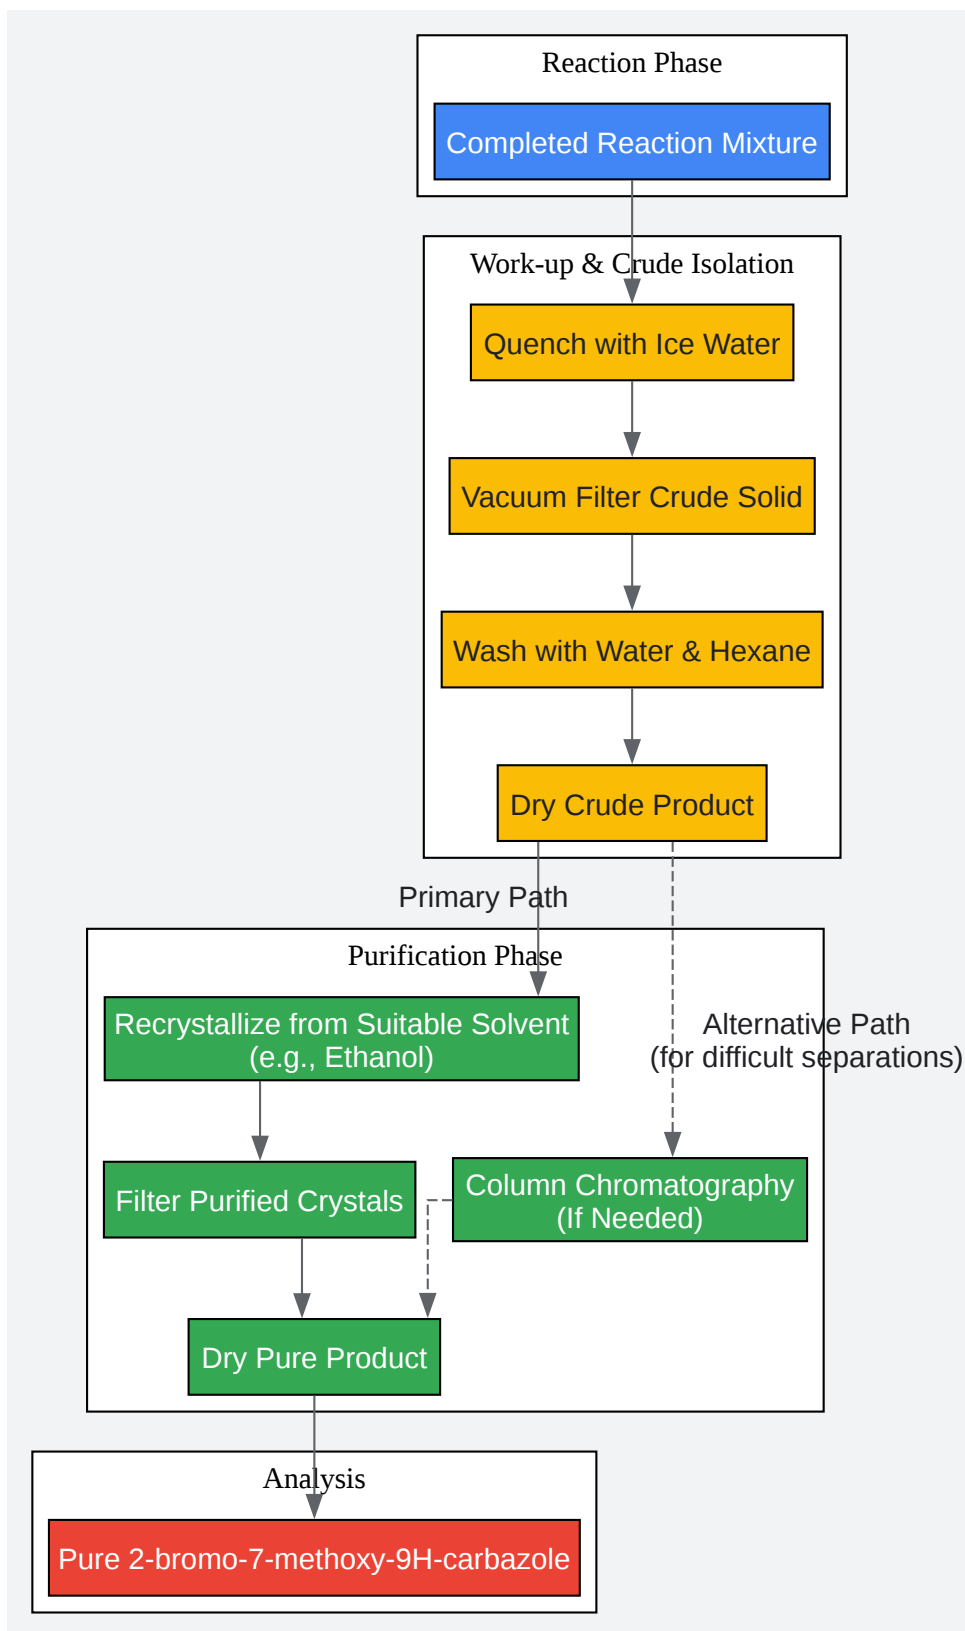 Reaction Phase
Completed Reaction Mixture
Work-up & Crude Isolation
Quench with Ice Water
Vacuum Filter Crude Solid
Wash with Water & Hexane
Dry Crude Product
Primary Path
Purification Phase
Recrystallize from Suitable Solvent
(e.g., Ethanol)
Alternative Path
(for difficult separations)
Filter Purified Crystals
Column Chromatography
(If Needed)
Dry Pure Product
Analysis
Pure 2-bromo-7-methoxy-9H-carbazole